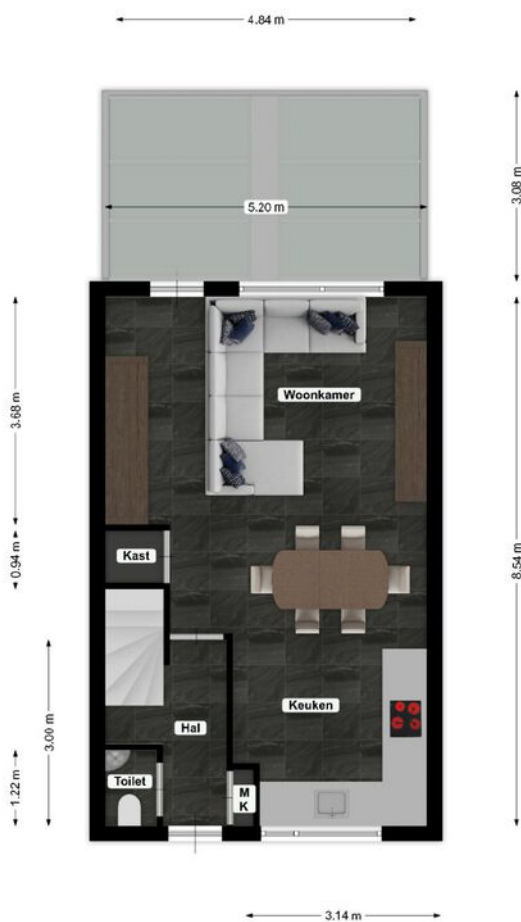 4.84 m
3.08 m
5.20 m
3.68 m
Woonkamer
8.54 m
0.94 m
Kast
3.00 m
Keuken
Hal
1.22 m
Toilet
M
K
3.14 m